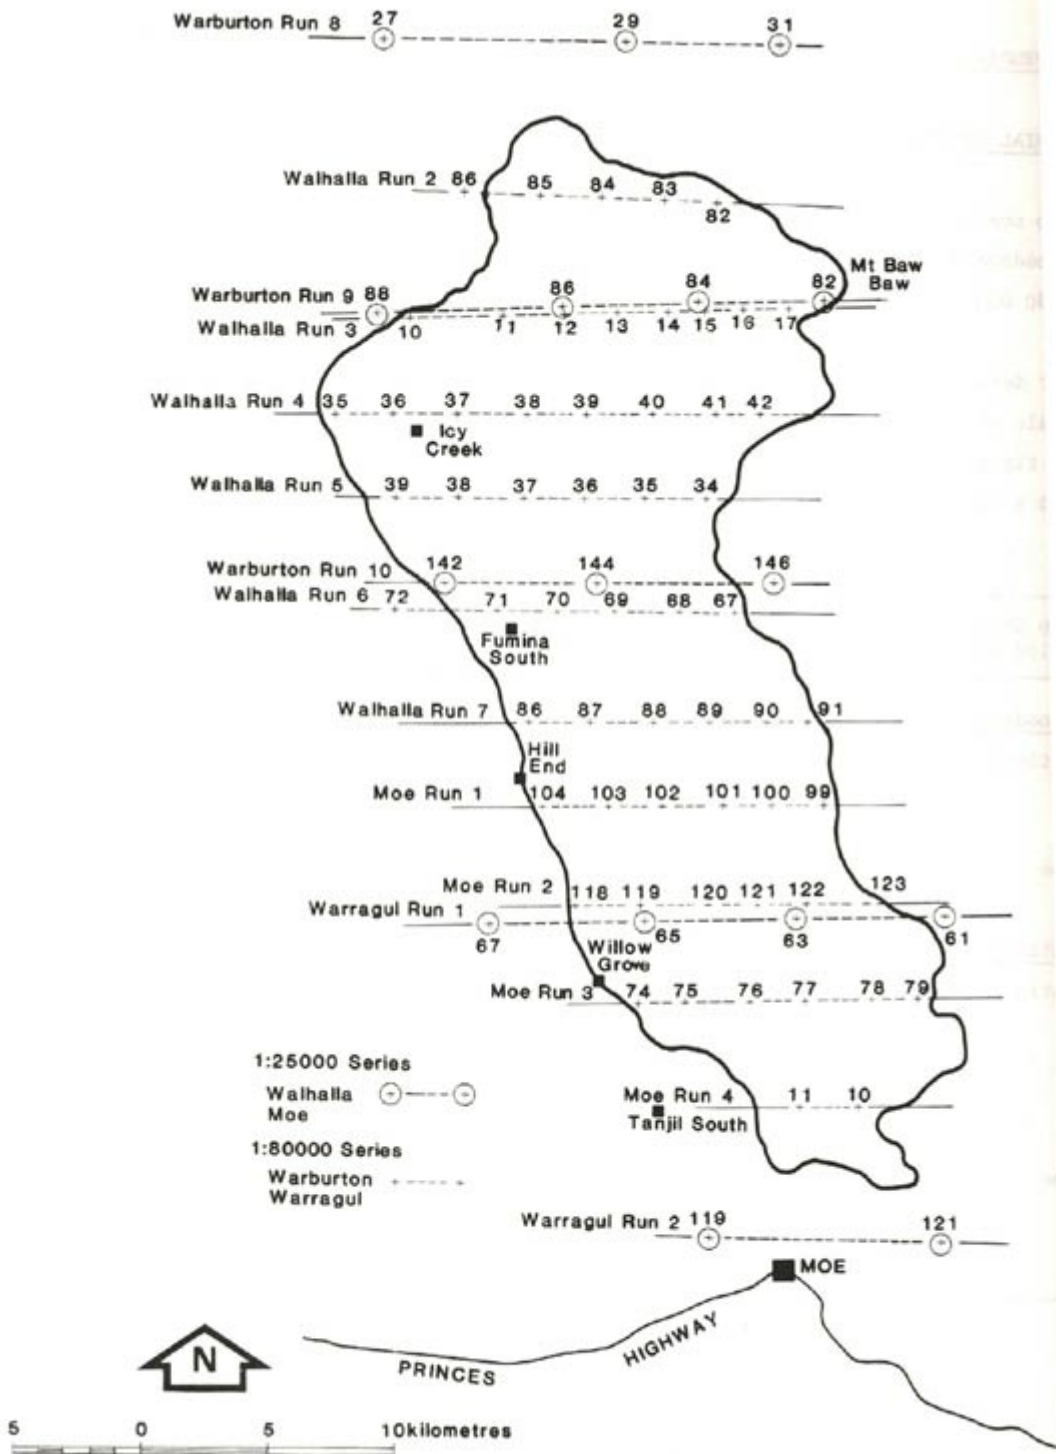 Warburton Run 8 27 29 31
Walhalla Run 2 86 85 84 83
82
Mt Baw
Baw
Warburton Run 9 88 86 84 82
Walhalla Run 3 10 11 12 13 14 15 16 17
Walhalla Run 4 35 36 37 38 39 40 41 42
Icy
Creek
Walhalla Run 5 39 38 37 36 35 34
Warburton Run 10 142 144 146
Walhalla Run 6 72 71 70 69 68 67
Fumina
South
Walhalla Run 7 86 87 88 89 90 91
Hill
End
Moe Run 1 104 103 102 101 100 99
Moe Run 2 118 119 120 121 122 123
Warragul Run 1 67 65 63 61
Willow
Grove
Moe Run 3 74 75 76 77 78 79
1:25000 Series
Walhalla
Moe
1:80000 Series
Warburton
Warragul
Moe Run 4 11 10
Tanjil South
Warragul Run 2 119 121
MOE
PRINCES HIGHWAY
N
5 0 5 10kilometres